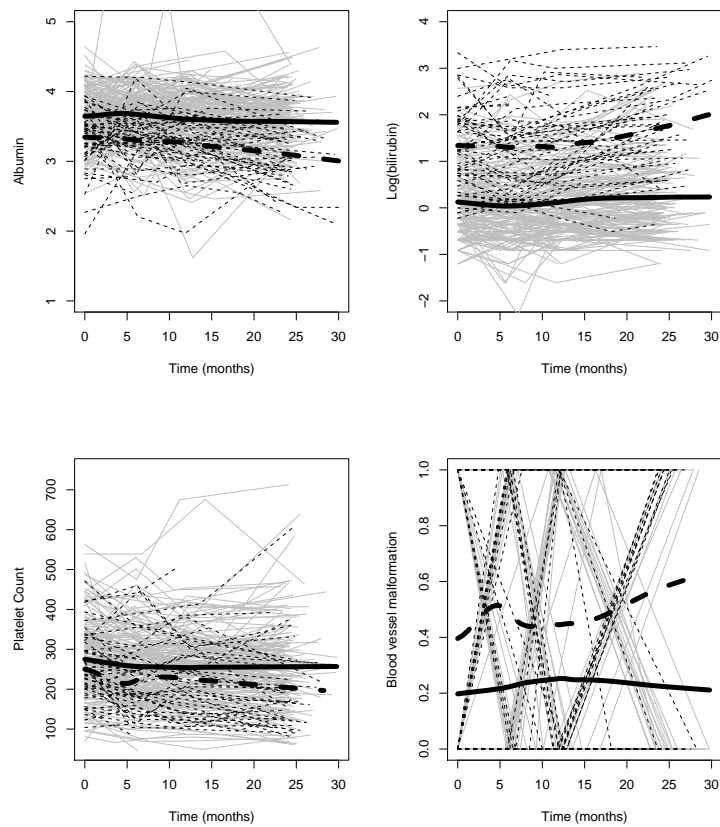 Albumin
5
4
3
2
1
0 5 10 15 20 25 30
Time (months)
Log(bilirubin)
4
3
2
1
0
−1
−2
0 5 10 15 20 25 30
Time (months)
Platelet Count
700
600
500
400
300
200
100
0 5 10 15 20 25 30
Time (months)
Blood vessel malformation
1.0
0.8
0.6
0.4
0.2
0.0
0 5 10 15 20 25 30
Time (months)